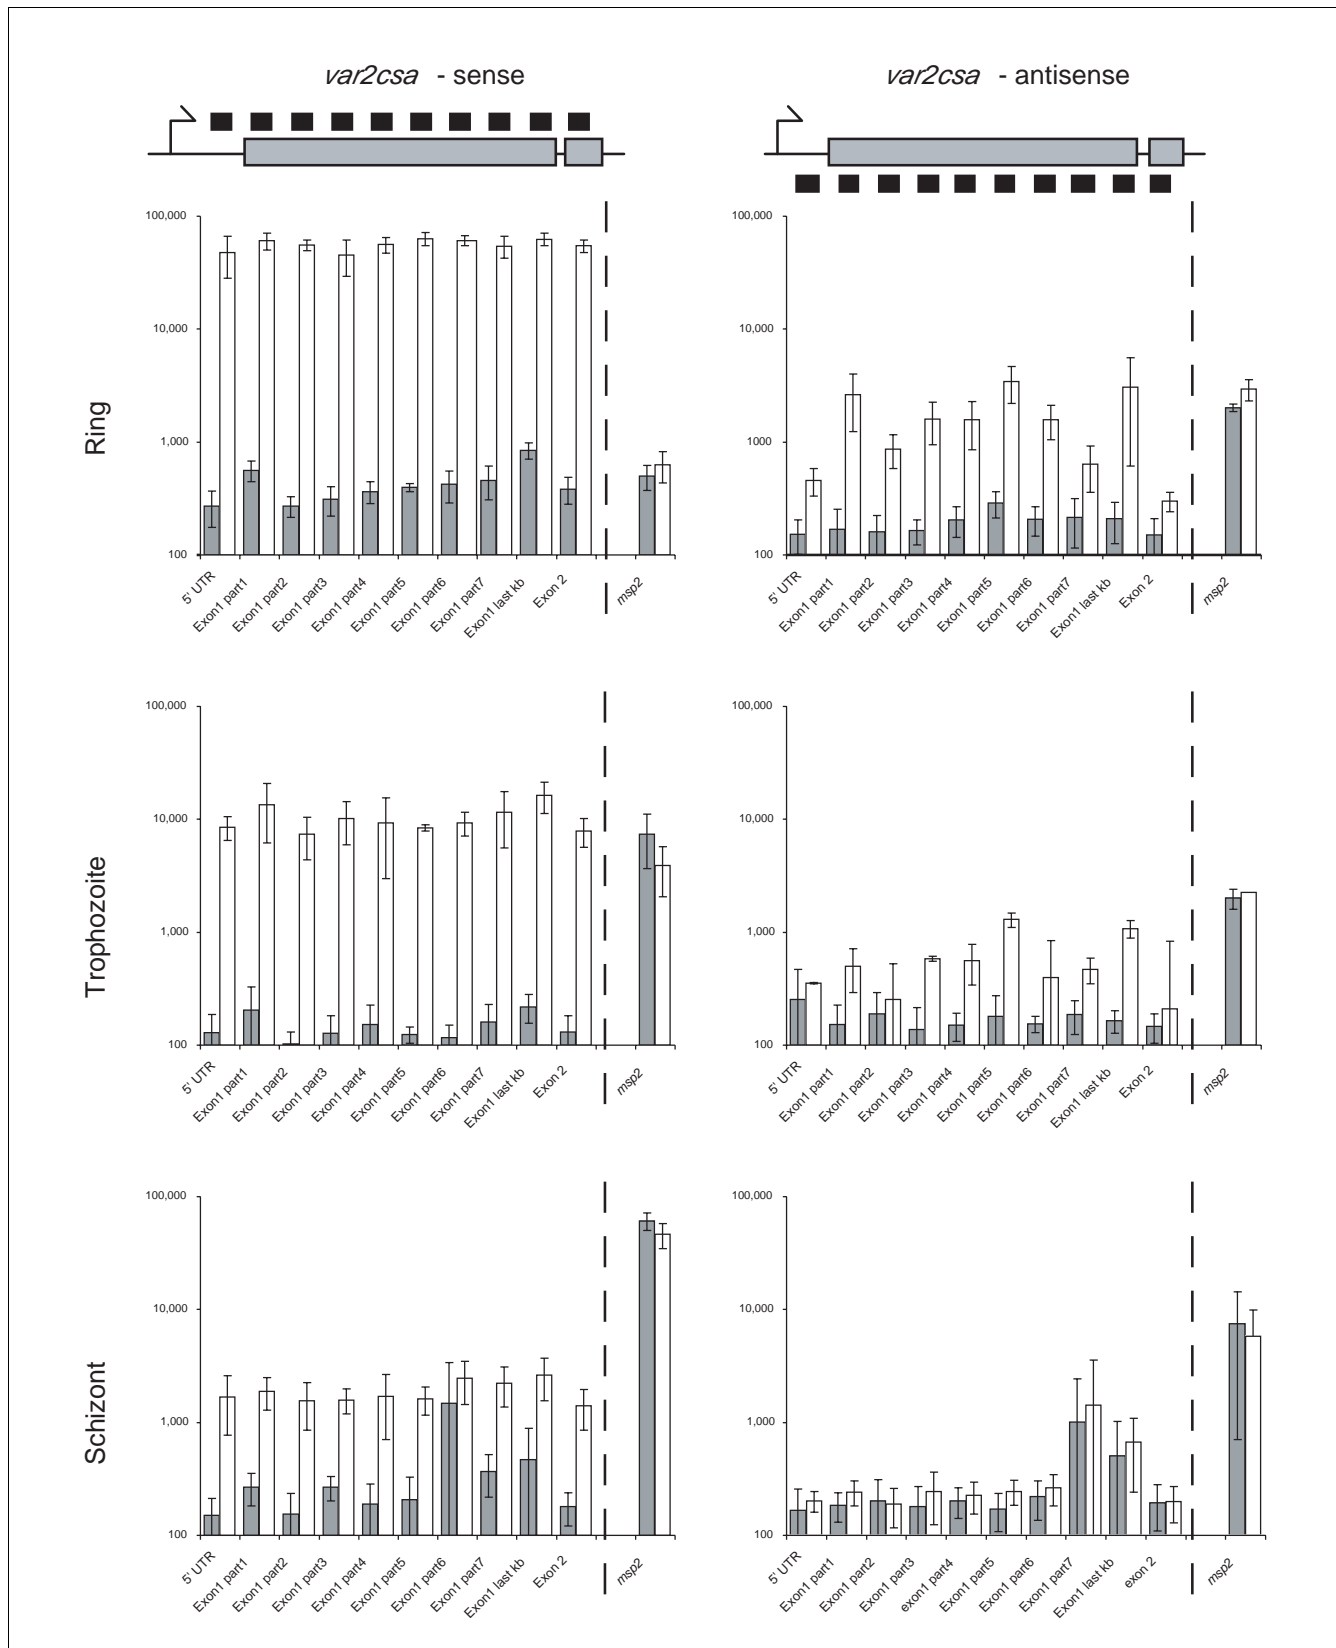 var2csa - sense
var2csa - antisense
Ring
100,000
10,000
1,000
100
5' UTR
Exon1 part1
Exon1 part2
Exon1 part3
Exon1 part4
Exon1 part5
Exon1 part6
Exon1 part7
Exon1 last kb
Exon 2
msp2
100,000
10,000
1000
100
5' UTR
Exon1 part1
Exon1 part2
Exon1 part3
Exon1 part4
Exon1 part5
Exon1 part6
Exon1 part7
Exon1 last kb
Exon 2
msp2
Trophozoite
100,000
10,000
1,000
100
5' UTR
Exon1 part1
Exon1 part2
Exon1 part3
Exon1 part4
Exon1 part5
Exon1 part6
Exon1 part7
Exon1 last kb
Exon 2
msp2
100,000
10,000
1,000
100
5' UTR
Exon1 part1
Exon1 part2
Exon1 part3
Exon1 part4
Exon1 part5
Exon1 part6
Exon1 part7
Exon1 last kb
Exon 2
msp2
Schizont
100,000
10,000
1,000
100
5' UTR
Exon1 part1
Exon1 part2
Exon1 part3
Exon1 part4
Exon1 part5
Exon1 part6
Exon1 part7
Exon1 last kb
Exon 2
msp2
100,000
10,000
1,000
100
5' UTR
Exon1 part1
Exon1 part2
Exon1 part3
exon1 part4
Exon1 part5
Exon1 part6
Exon1 part7
Exon1 last kb
exon 2
msp2